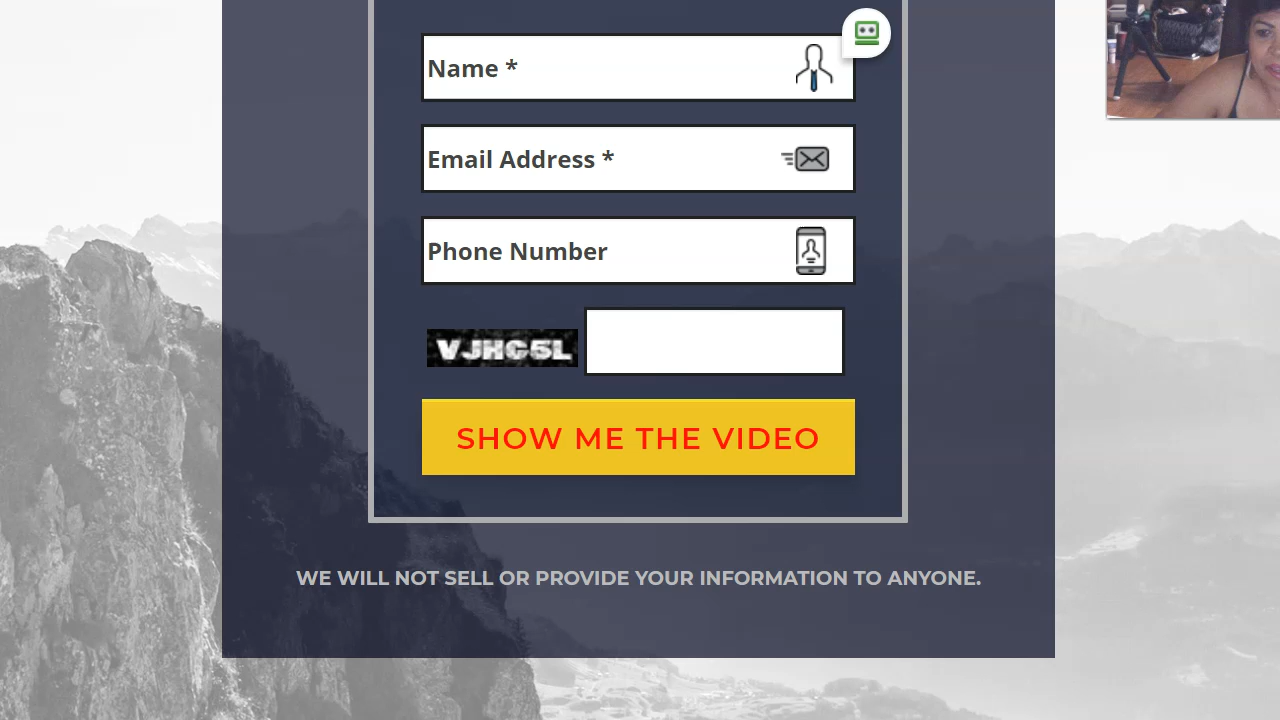 Name *
Email Address *
Phone Number
VJHG5L
SHOW ME THE VIDEO
WE WILL NOT SELL OR PROVIDE YOUR INFORMATION TO ANYONE.